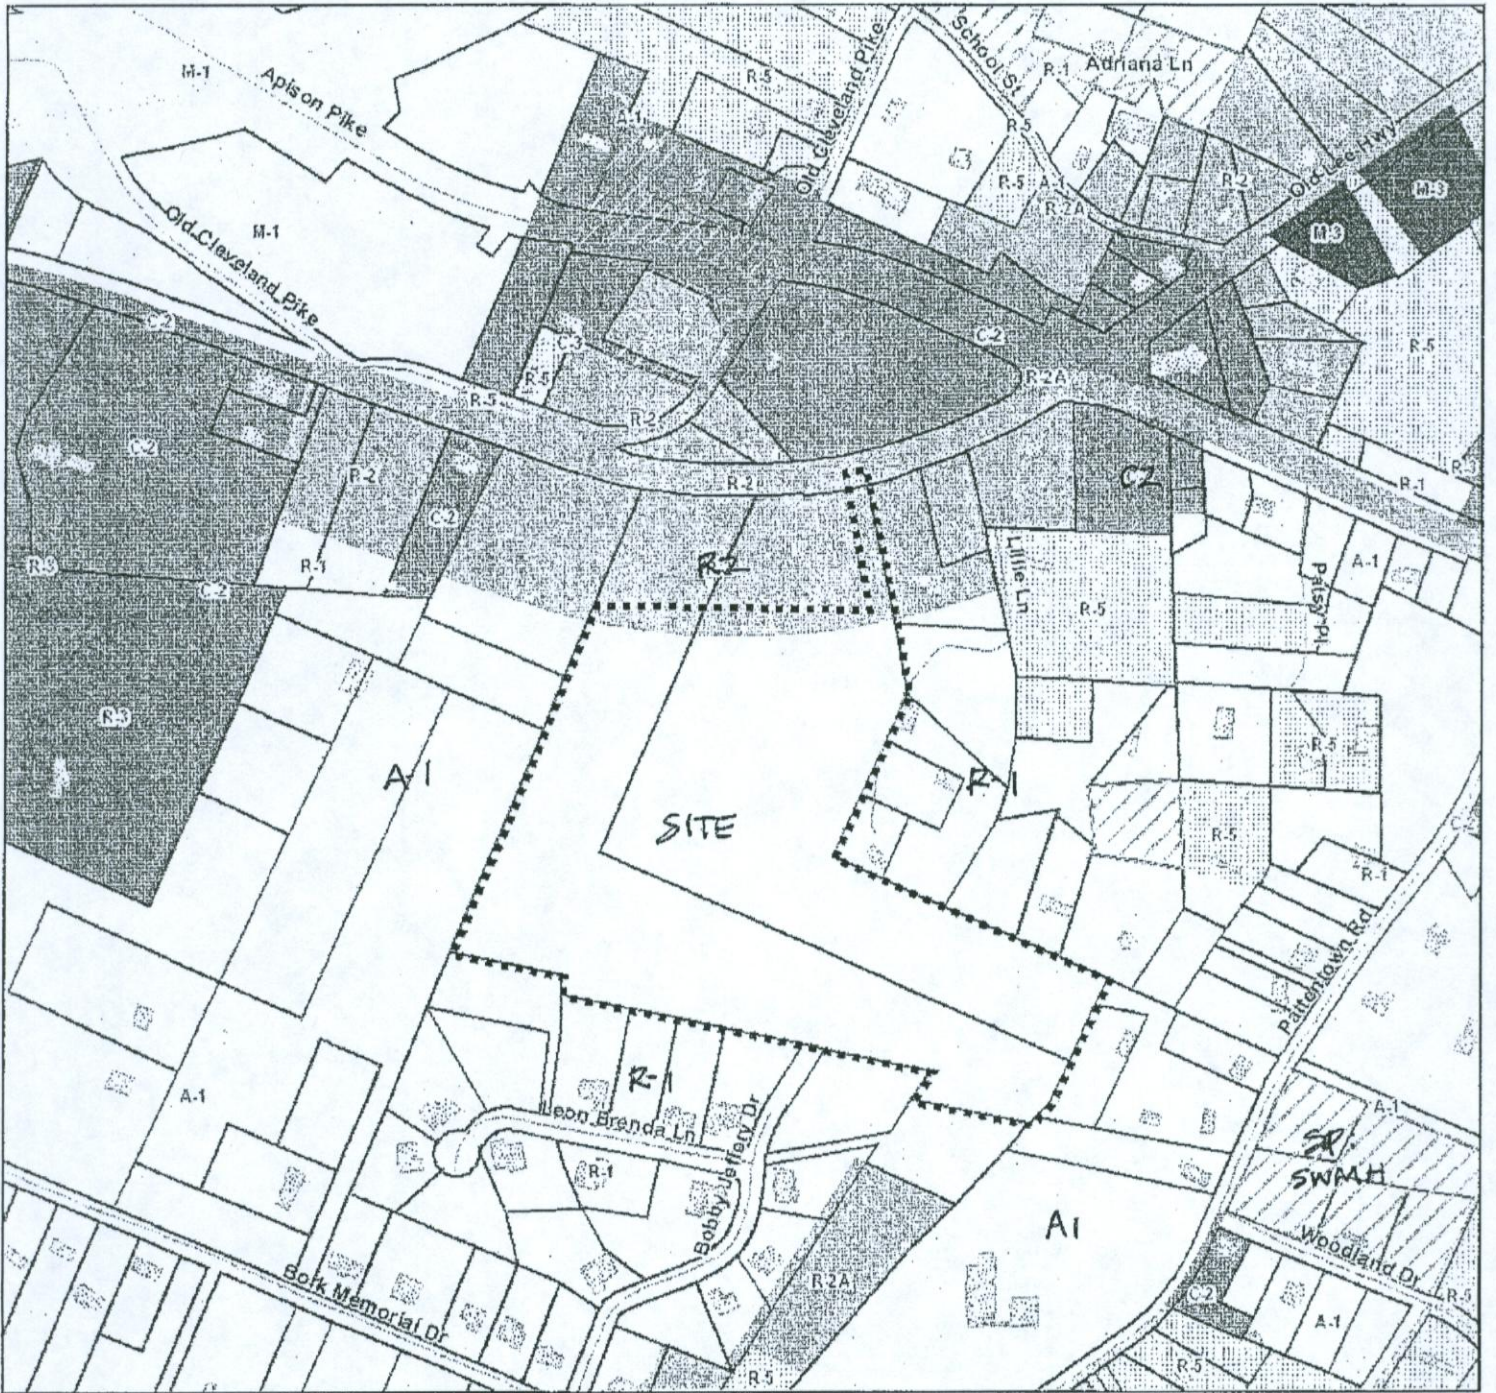 M-1
Apison Pike
R-5
Old Cleveland Pike
School St
R-1
Adriana Ln
A-1
R-5
R-5
A-1
R-2A
R-2
Old Lee Hwy
M-3
M-3
Old Cleveland Pike
M-1
C-2
C-3
R-5
R-5
R-2
C-2
R-2A
R-5
C-2
R-2
C-2
R-2
C2
R-1
R-3
R-1
C-2
R2
Lillie Ln
R-5
Patsy Pl
A-1
R-3
A-1
SITE
R-1
R-5
R-5
R-1
Pattentown Rd
A-1
R-1
Leon Brenda Ln
R-1
Bobby Jeffery Dr
A-1
SP.
SWMH
A1
Woodland Dr
R-5
Bork Memorial Dr
R-2A
C-2
A-1
R-5
R-5